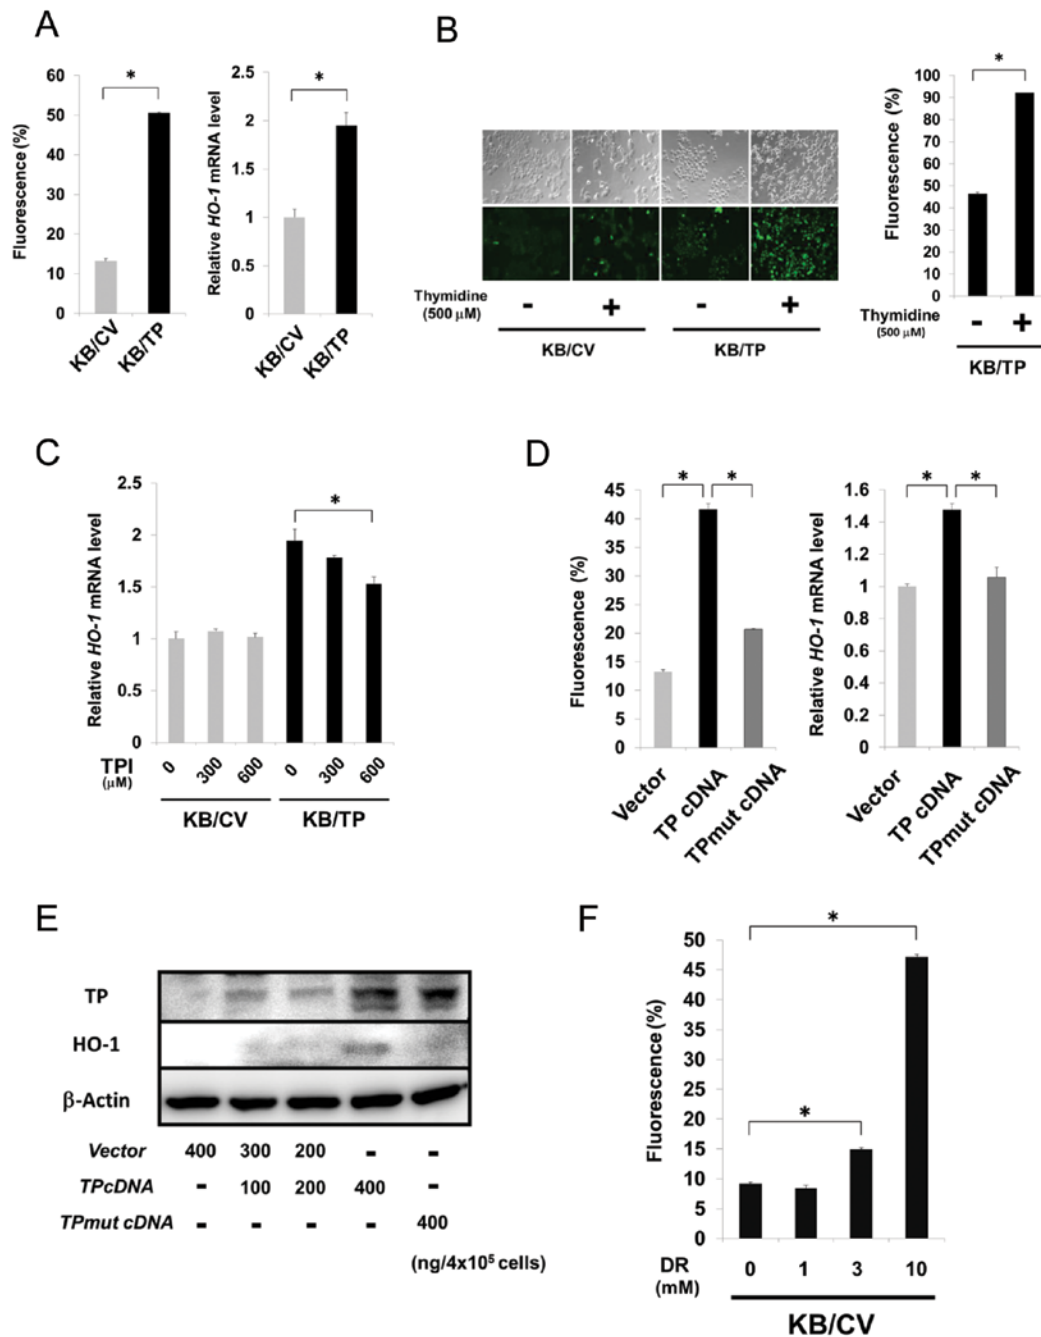 A
Fluorescence (%)
60
50
40
30
20
10
0
*
KB/CV
KB/TP
Relative HO-1 mRNA level
2.5
2
1.5
1
0.5
0
*
KB/CV
KB/TP
B
Thymidine
(500 μM)
- + - +
KB/CV KB/TP
Fluorescence (%)
100
90
80
70
60
50
40
30
20
10
0
*
Thymidine
(500 μM)
- +
KB/TP
C
Relative HO-1 mRNA level
2.5
2
1.5
1
0.5
0
*
TPI
(μM)
0 300 600 0 300 600
KB/CV KB/TP
D
Fluorescence (%)
45
40
35
30
25
20
15
10
5
0
* *
Vector
TP cDNA
TPmut cDNA
Relative HO-1 mRNA level
1.6
1.4
1.2
1
0.8
0.6
0.4
0.2
0
* *
Vector
TP cDNA
TPmut cDNA
E
TP
HO-1
β-Actin
Vector 400 300 200 - -
TPcDNA - 100 200 400 -
TPmut cDNA - - - - 400
(ng/4x10⁵ cells)
F
Fluorescence (%)
50
45
40
35
30
25
20
15
10
5
0
*
*
DR
(mM)
0 1 3 10
KB/CV